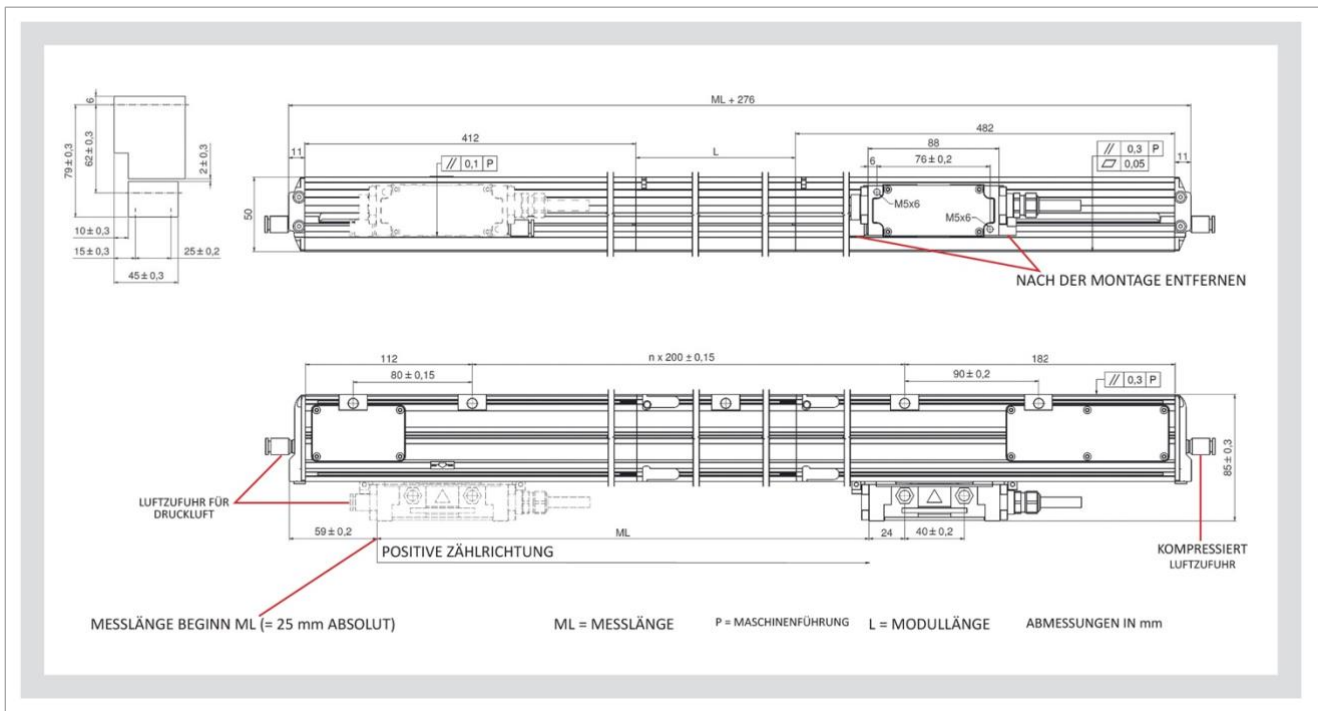 ML + 276
6
412
L
482
88
11
6
76 ± 0,2
// 0,1 P
// 0,3 P
0,05
11
79 ± 0,3
62 ± 0,3
2 ± 0,3
50
M5x6
M5x6
10 ± 0,3
15 ± 0,3
25 ± 0,2
45 ± 0,3
NACH DER MONTAGE ENTFERNEN
112
n x 200 ± 0,15
182
80 ± 0,15
90 ± 0,2
// 0,3 P
85 ± 0,3
LUFTZUFUHR FÜR
DRUCKLUFT
59 ± 0,2
ML
24
40 ± 0,2
POSITIVE ZÄHLRICHTUNG
KOMPRESSIERT
LUFTZUFUHR
MESSLÄNGE BEGINN ML (= 25 mm ABSOLUT)
ML = MESSLÄNGE
P = MASCHINENFÜHRUNG
L = MODULLÄNGE
ABMESSUNGEN IN mm